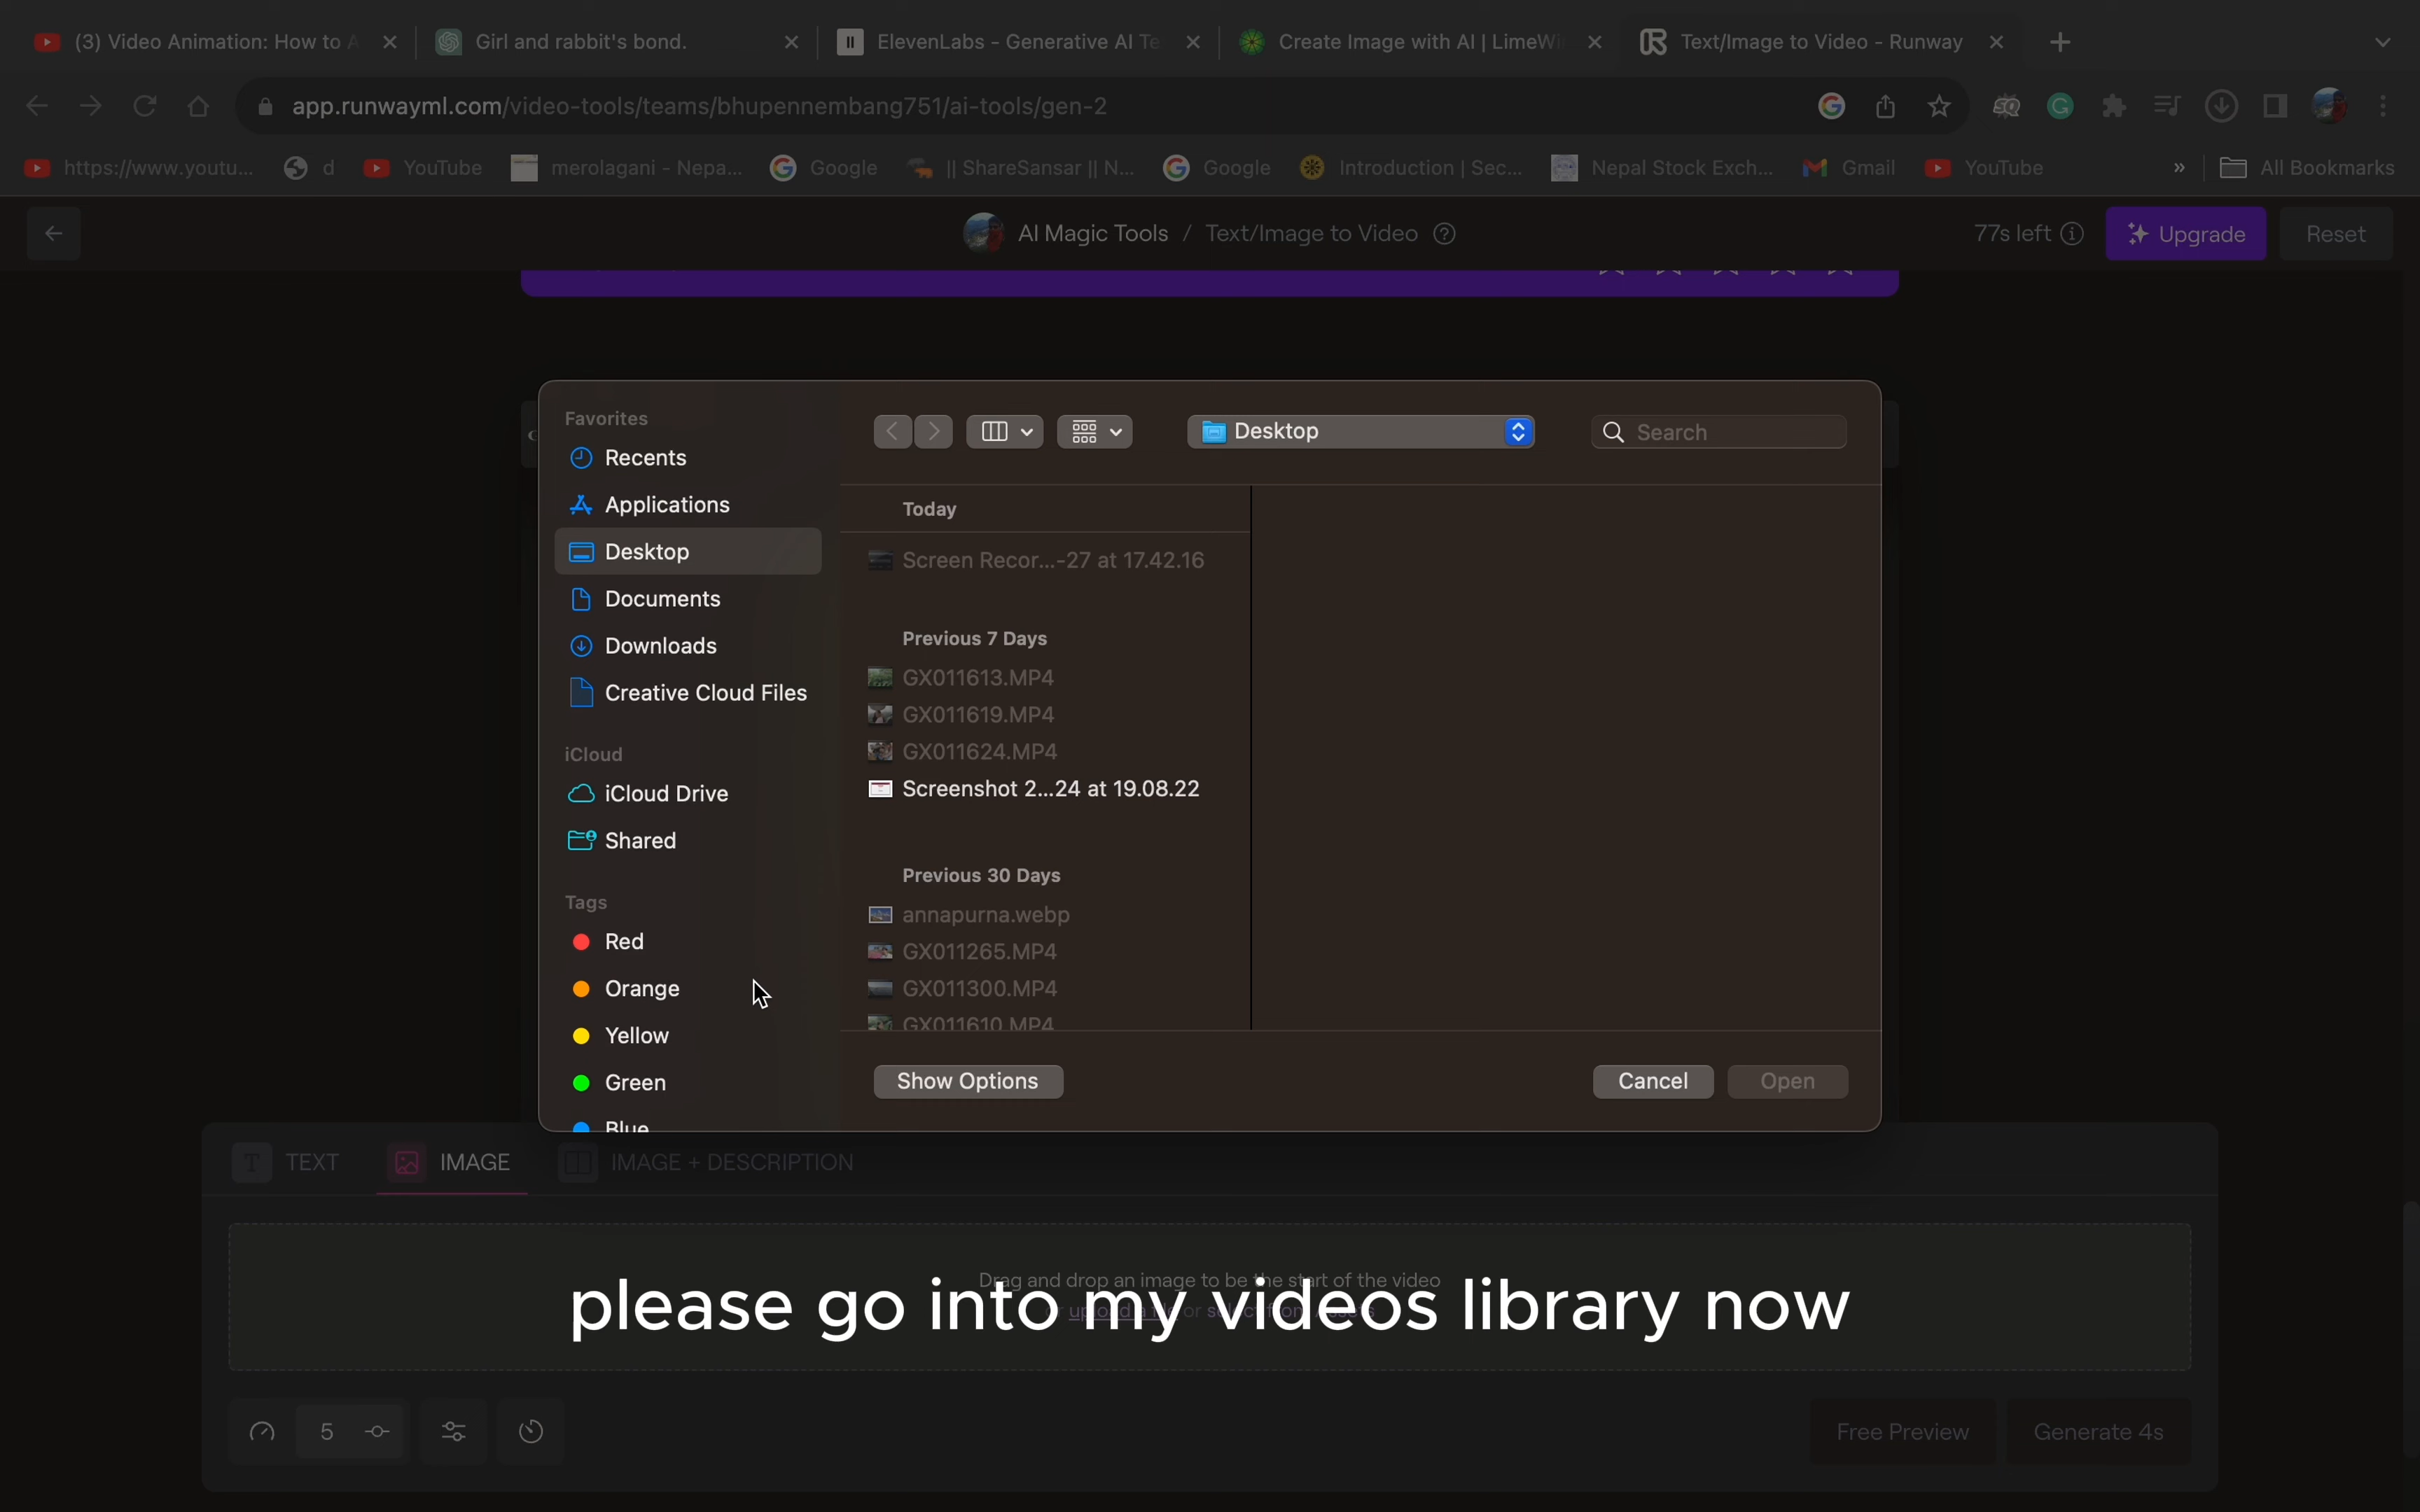 (3) Video Animation: How to A
Girl and rabbit's bond.
ElevenLabs - Generative AI Te
Create Image with AI | LimeWi
Text/Image to Video - Runway
app.runwayml.com/video-tools/teams/bhupennembang751/ai-tools/gen-2
https://www.youtu...
d
YouTube
merolagani - Nepa...
Google
|| ShareSansar || N...
Google
Introduction | Sec...
Nepal Stock Exch...
Gmail
YouTube
»
All Bookmarks
AI Magic Tools / Text/Image to Video
77s left
Upgrade
Reset
Favorites
Recents
Applications
Desktop
Documents
Downloads
Creative Cloud Files
iCloud
iCloud Drive
Shared
Tags
Red
Orange
Yellow
Green
Blue
Desktop
Search
Today
Screen Recor...-27 at 17.42.16
Previous 7 Days
GX011613.MP4
GX011619.MP4
GX011624.MP4
Screenshot 2...24 at 19.08.22
Previous 30 Days
annapurna.webp
GX011265.MP4
GX011300.MP4
GX011610.MP4
Show Options
Cancel
Open
TEXT
IMAGE
IMAGE + DESCRIPTION
Drag and drop an image to be the start of the video
please go into my videos library now
5
Free Preview
Generate 4s